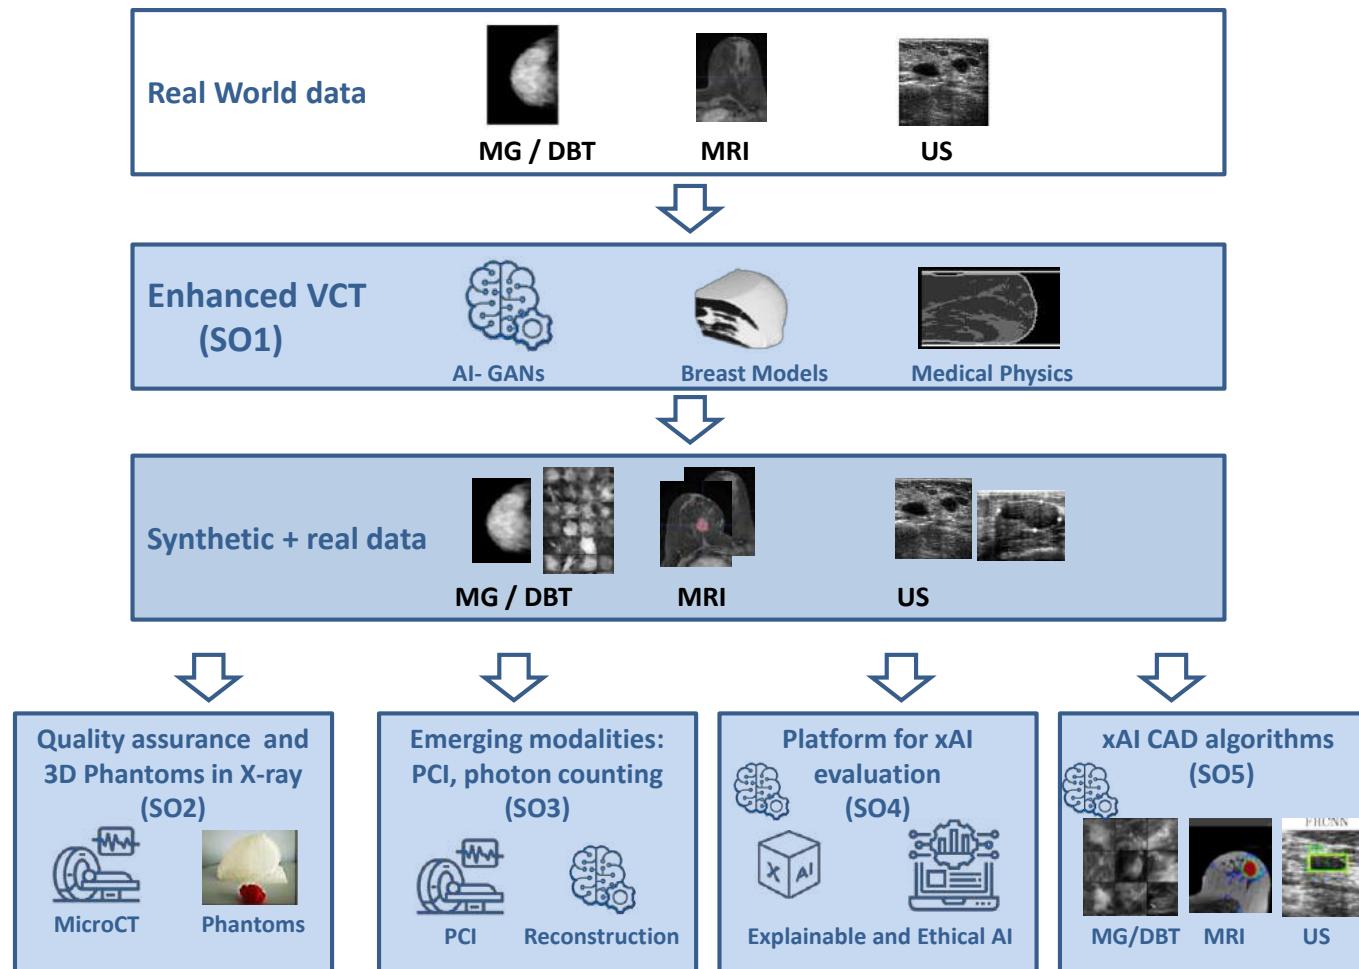 Real World data
MG / DBT
MRI
US
Enhanced VCT
(SO1)
AI- GANs
Breast Models
Medical Physics
Synthetic + real data
MG / DBT
MRI
US
Quality assurance and
3D Phantoms in X-ray
(SO2)
MicroCT
Phantoms
Emerging modalities:
PCI, photon counting
(SO3)
PCI
Reconstruction
Platform for xAI
evaluation
(SO4)
X AI
Explainable and Ethical AI
xAI CAD algorithms
(SO5)
MG/DBT
MRI
US